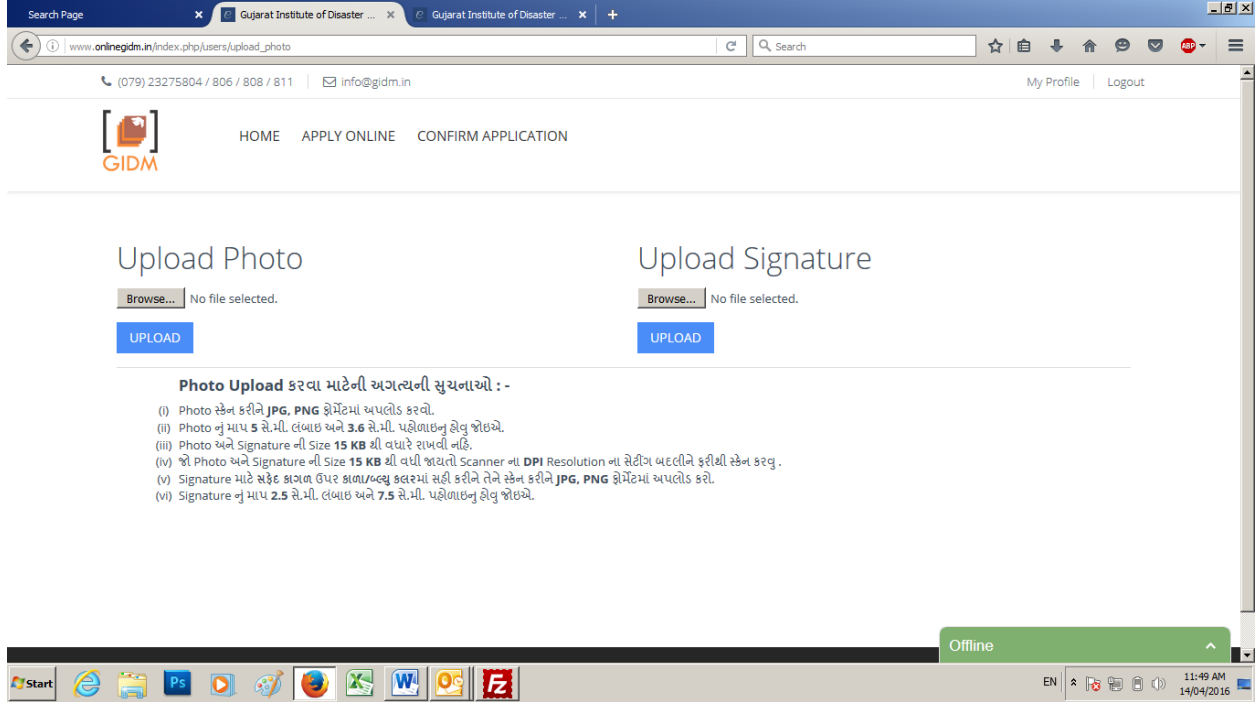 Search Page
Gujarat Institute of Disaster ...
Gujarat Institute of Disaster ...
www.onlinegidm.in/index.php/users/upload_photo
Search
ABP
(079) 23275804 / 806 / 808 / 811
info@gidm.in
My Profile
Logout
GIDM
HOME APPLY ONLINE CONFIRM APPLICATION
Upload Photo
Browse... No file selected.
UPLOAD
Upload Signature
Browse... No file selected.
UPLOAD
Photo Upload કરવા માટેની અગત્યની સુચનાઓ : -
(i) Photo સ્કેન કરીને JPG, PNG ફોર્મેટમાં અપલોડ કરવો.
(ii) Photo નું માપ 5 સે.મી. લંબાઇ અને 3.6 સે.મી. પહોળાઇનુ હોવુ જોઇએ.
(iii) Photo અને Signature ની Size 15 KB થી વધારે રાખવી નહિ.
(iv) જો Photo અને Signature ની Size 15 KB થી વધી જાયતો Scanner ના DPI Resolution ના સેટીંગ બદલીને ફરીથી સ્કેન કરવુ .
(v) Signature માટે સફેદ કાગળ ઉપર કાળા/બ્લ્યુ કલરમાં સહી કરીને તેને સ્કેન કરીને JPG, PNG ફોર્મેટમાં અપલોડ કરો.
(vi) Signature નું માપ 2.5 સે.મી. લંબાઇ અને 7.5 સે.મી. પહોળાઇનુ હોવુ જોઇએ.
Offline
Start
Ps
EN
11:49 AM
14/04/2016